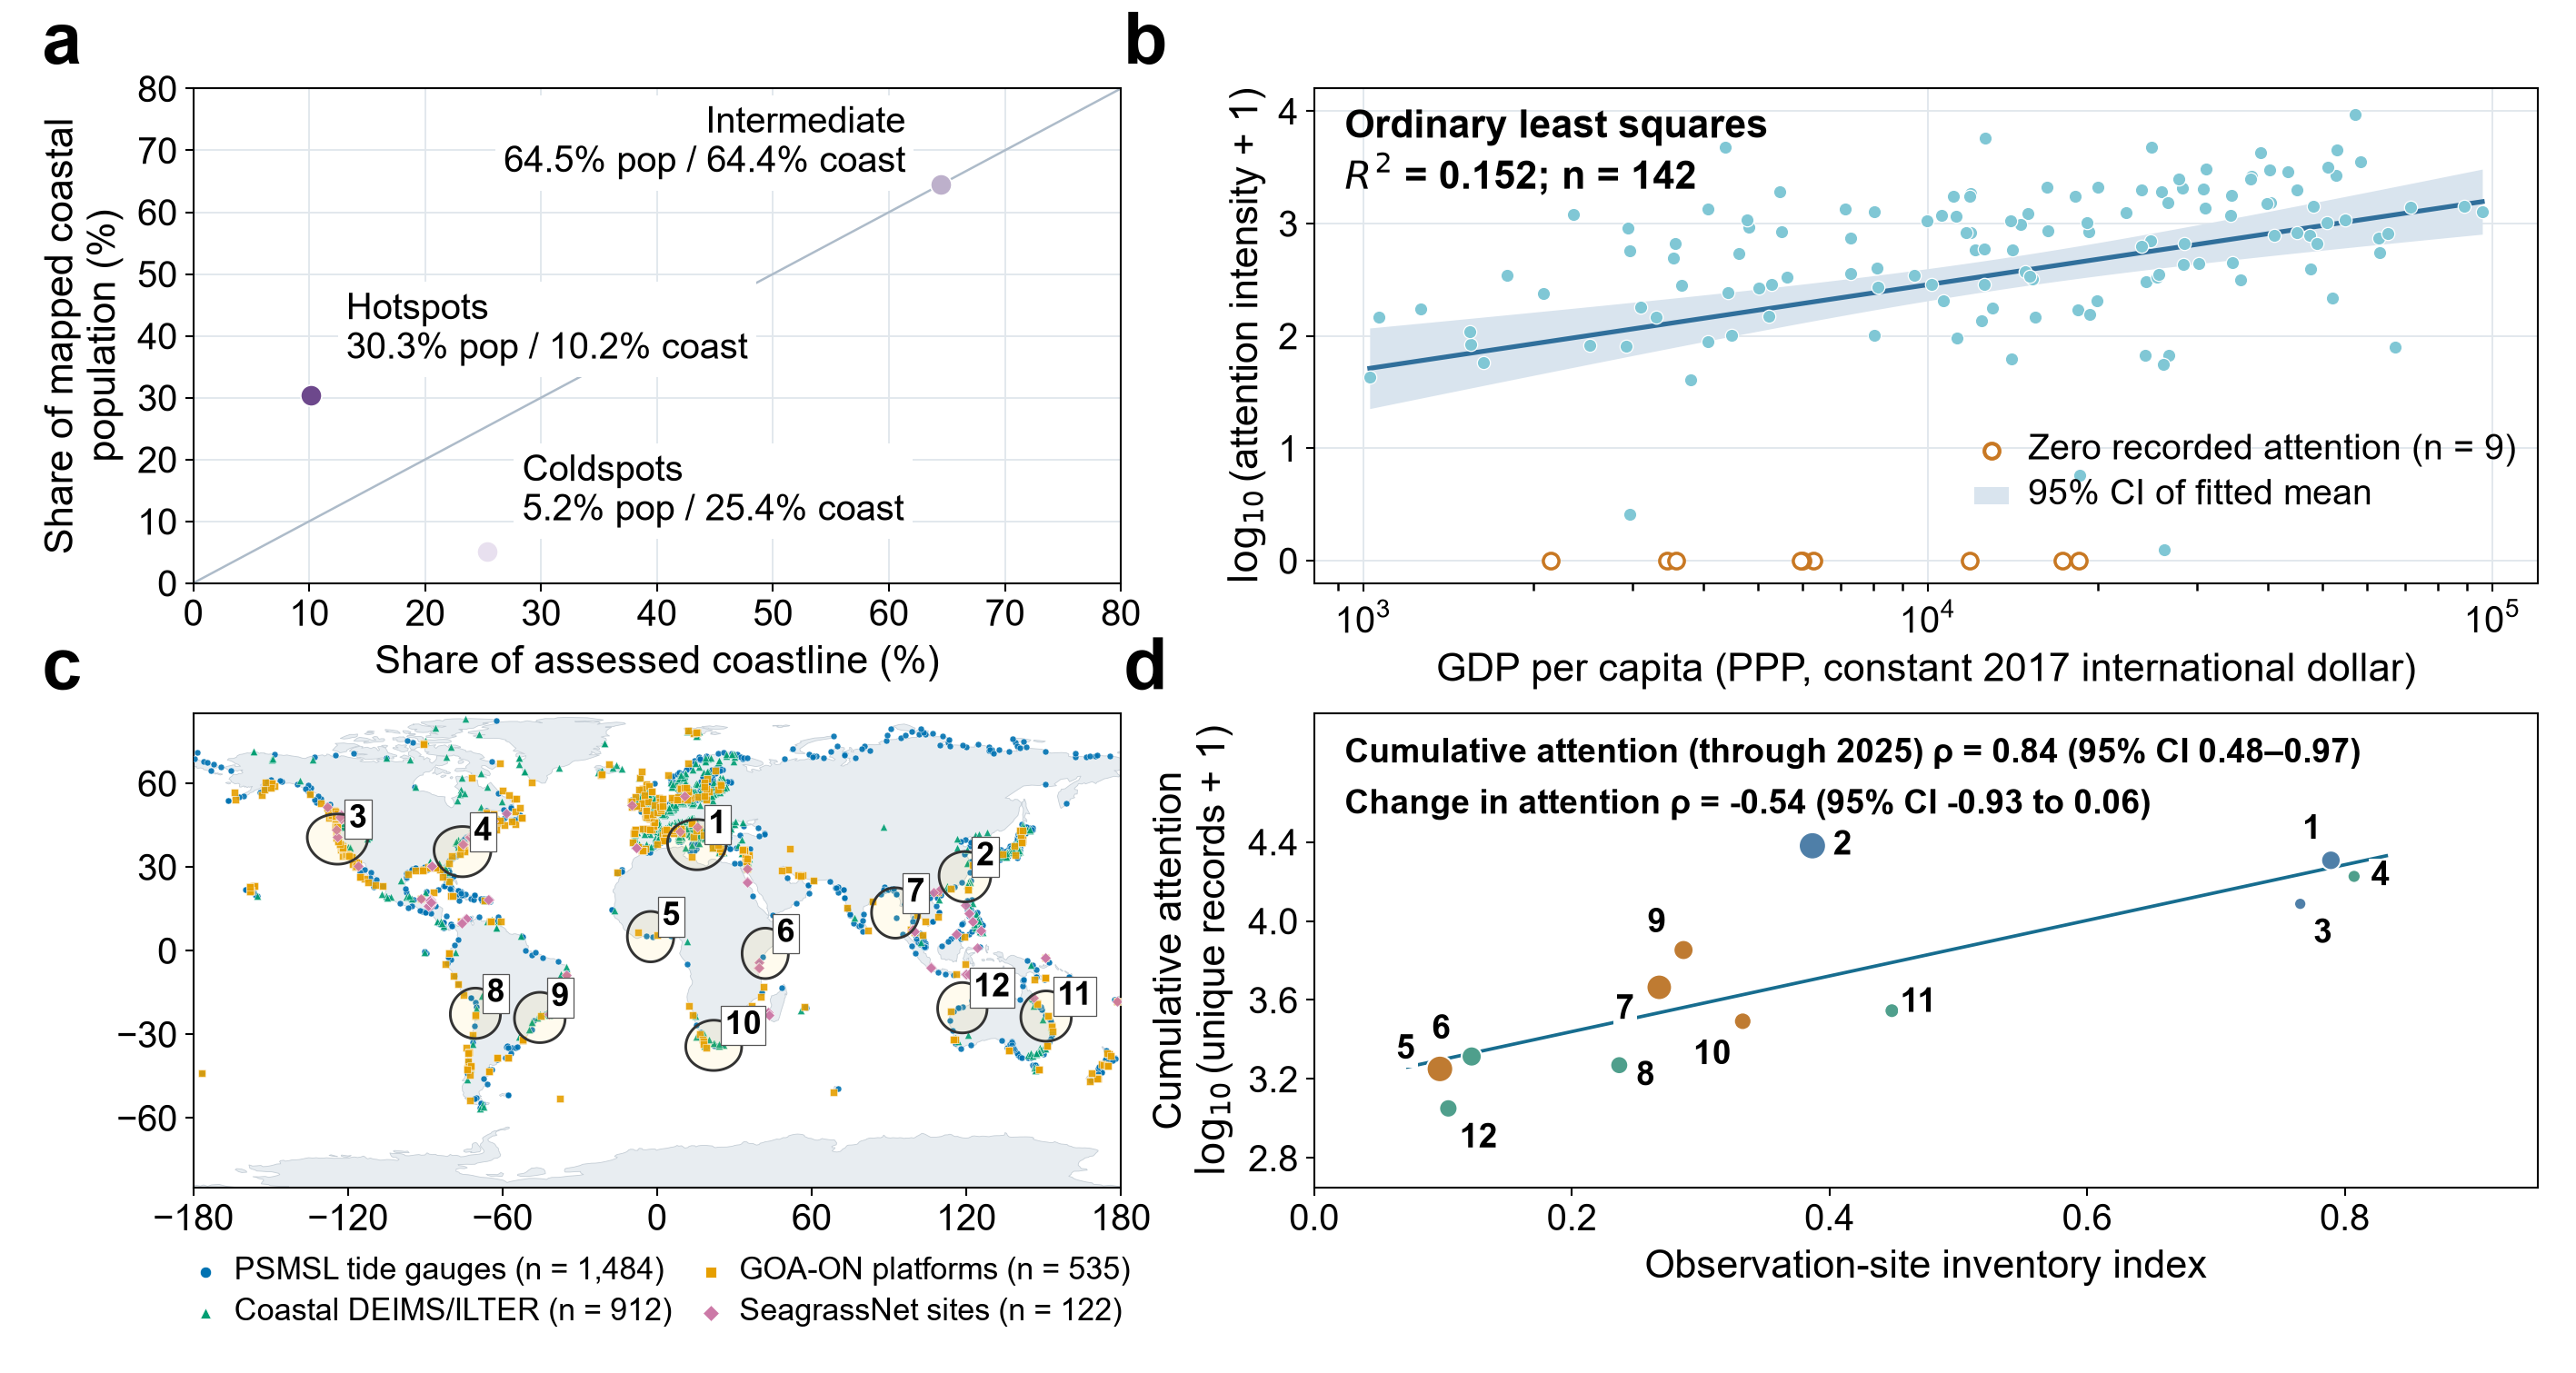 a
80
70
60
50
40
30
20
10
0
Share of mapped coastal
population (%)
Intermediate
64.5% pop / 64.4% coast
Hotspots
30.3% pop / 10.2% coast
Coldspots
5.2% pop / 25.4% coast
0 10 20 30 40 50 60 70 80
Share of assessed coastline (%)
b
4
3
2
1
0
log₁₀ (attention intensity + 1)
Ordinary least squares
R² = 0.152; n = 142
Zero recorded attention (n = 9)
95% CI of fitted mean
10³ 10⁴ 10⁵
GDP per capita (PPP, constant 2017 international dollar)
c
60
30
0
−30
−60
3
4
1
2
7
5
6
8
9
10
12
11
−180 −120 −60 0 60 120 180
PSMSL tide gauges (n = 1,484)
GOA-ON platforms (n = 535)
Coastal DEIMS/ILTER (n = 912)
SeagrassNet sites (n = 122)
d
Cumulative attention
log₁₀ (unique records + 1)
4.4
4.0
3.6
3.2
2.8
Cumulative attention (through 2025) ρ = 0.84 (95% CI 0.48–0.97)
Change in attention ρ = -0.54 (95% CI -0.93 to 0.06)
1
2
4
3
9
7
11
10
6
5
8
12
0.0 0.2 0.4 0.6 0.8
Observation-site inventory index